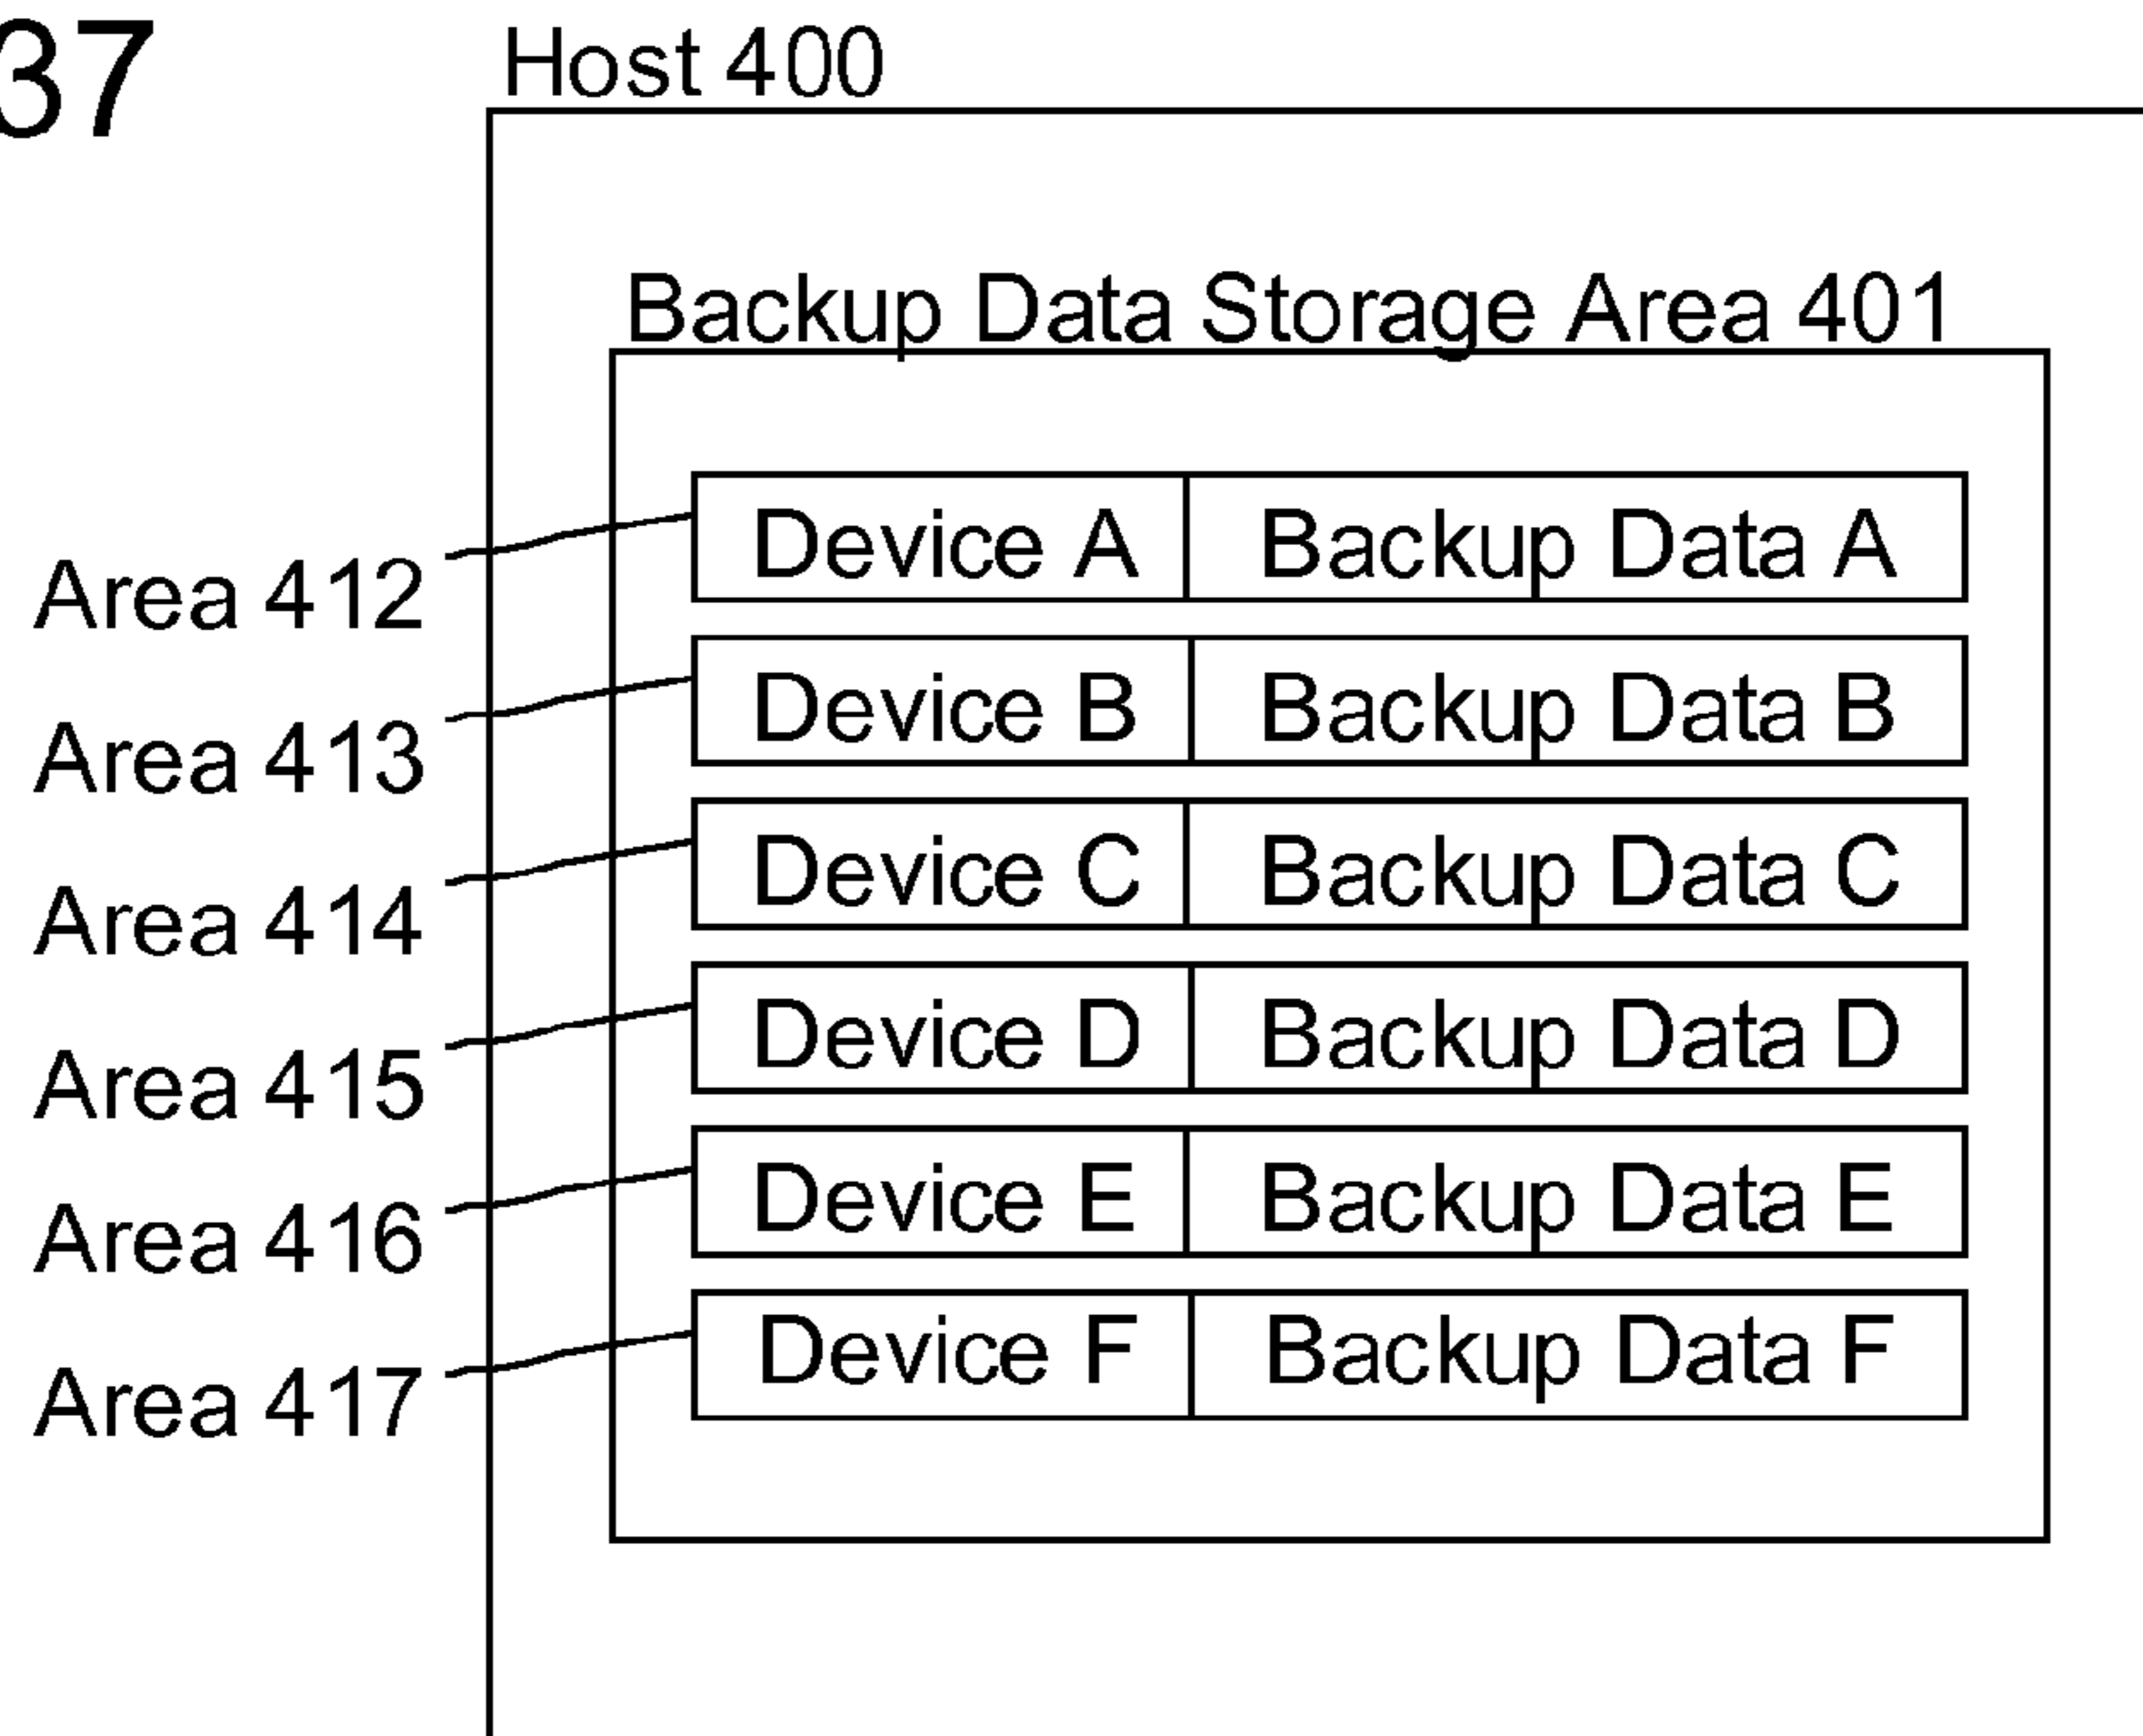 37
Host 400
Backup Data Storage Area 401
Area 412 Device A Backup Data A
Area 413 Device B Backup Data B
Area 414 Device C Backup Data C
Area 415 Device D Backup Data D
Area 416 Device E Backup Data E
Area 417 Device F Backup Data F